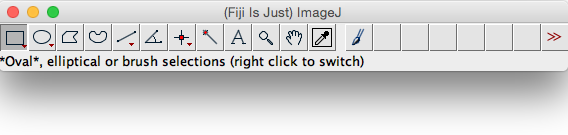 (Fiji Is Just) ImageJ
A
*Oval*, elliptical or brush selections (right click to switch)